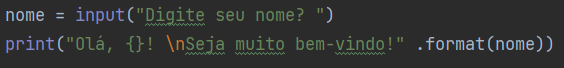 nome = input("Digite seu nome? ")
print("Olá, {}! \nSeja muito bem-vindo!" .format(nome))